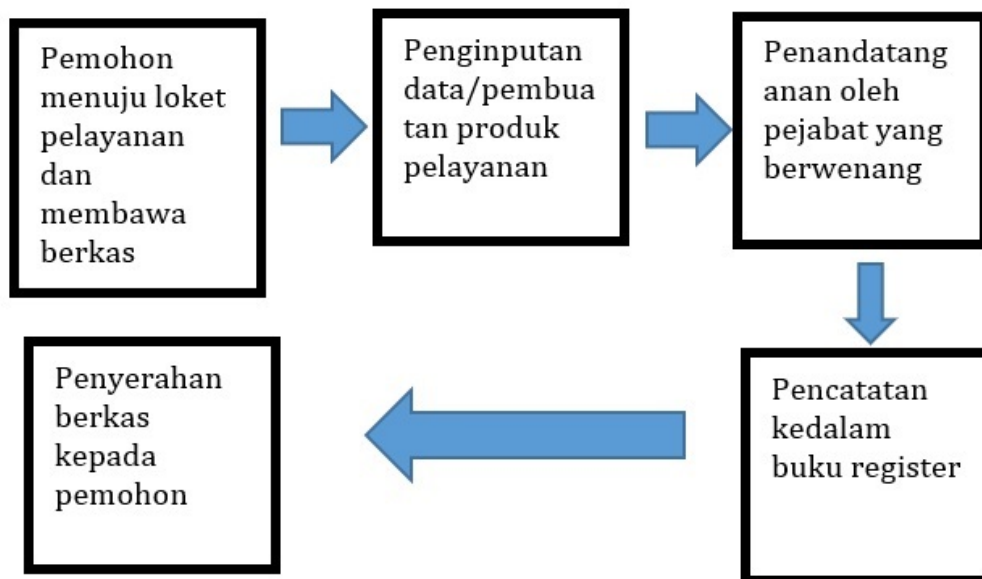 Pemohon
menuju loket
pelayanan
dan
membawa
berkas
Penginputan
data/pembua
tan produk
pelayanan
Penandatang
anan oleh
pejabat yang
berwenang
Pencatatan
kedalam
buku register
Penyerahan
berkas
kepada
pemohon